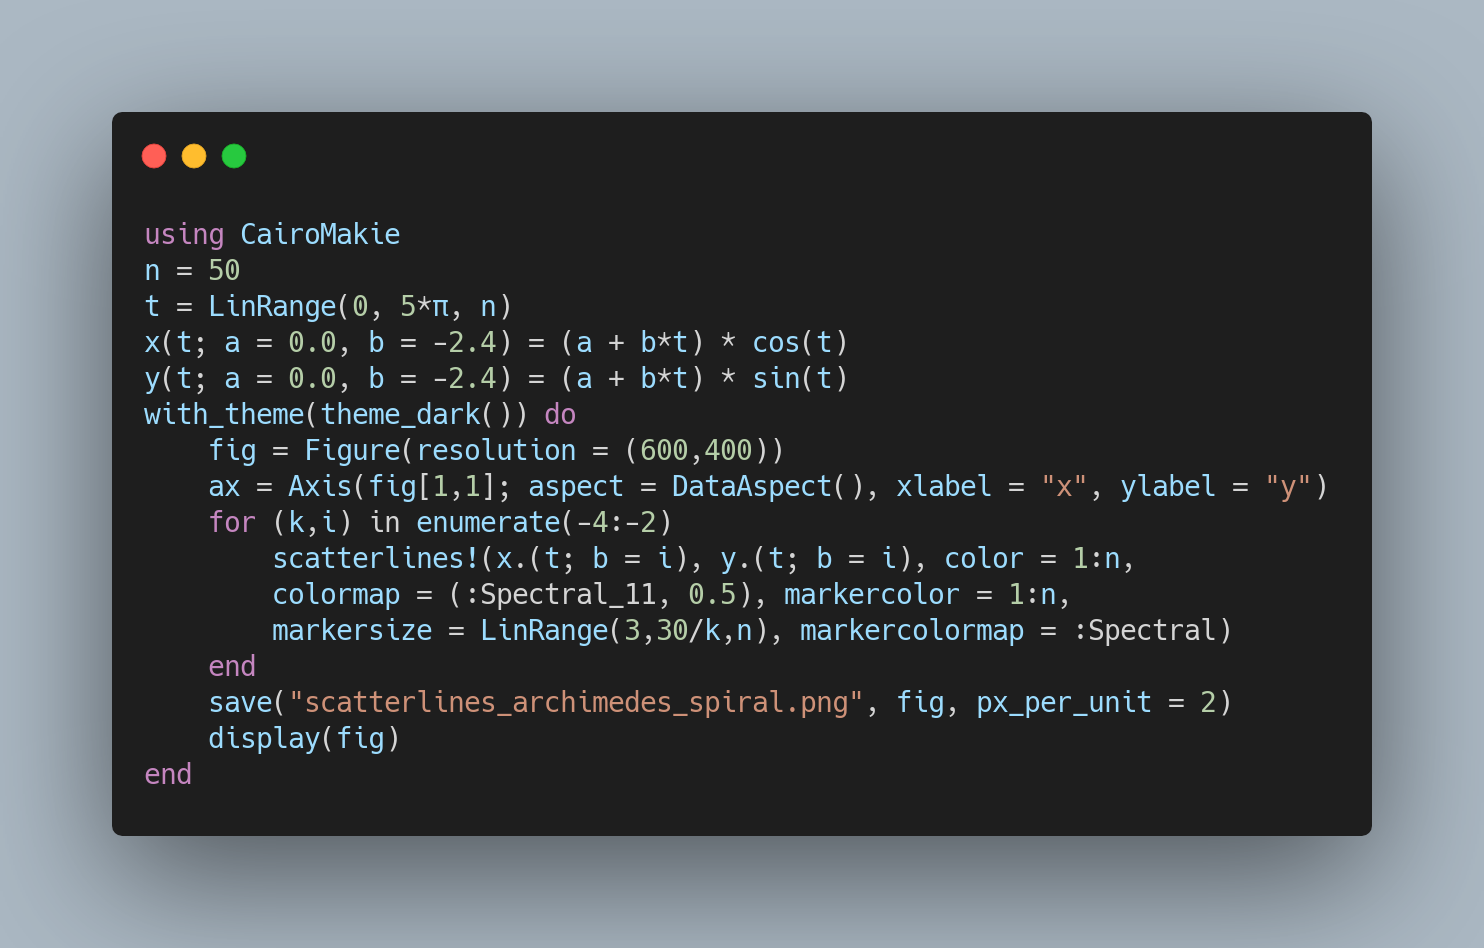 using CairoMakie
n = 50
t = LinRange(0, 5*π, n)
x(t; a = 0.0, b = -2.4) = (a + b*t) * cos(t)
y(t; a = 0.0, b = -2.4) = (a + b*t) * sin(t)
with_theme(theme_dark()) do
    fig = Figure(resolution = (600,400))
    ax = Axis(fig[1,1]; aspect = DataAspect(), xlabel = "x", ylabel = "y")
    for (k,i) in enumerate(-4:-2)
        scatterlines!(x.(t; b = i), y.(t; b = i), color = 1:n,
        colormap = (:Spectral_11, 0.5), markercolor = 1:n,
        markersize = LinRange(3,30/k,n), markercolormap = :Spectral)
    end
    save("scatterlines_archimedes_spiral.png", fig, px_per_unit = 2)
    display(fig)
end